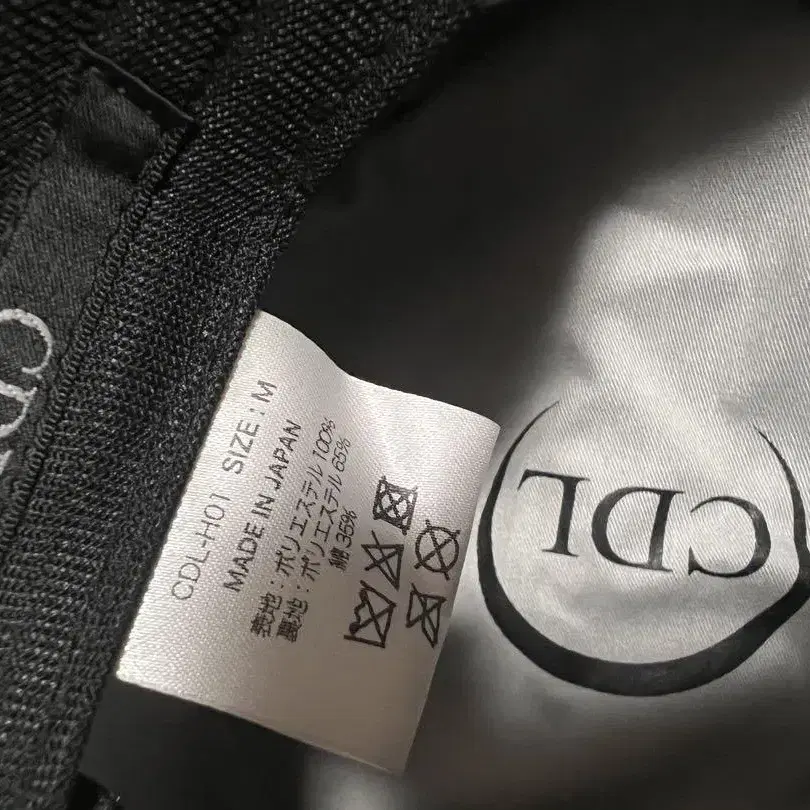 CDL-H01 SIZE : M
MADE IN JAPAN
表地 : ポリエステル 100%
裏地 : ポリエステル 65%
綿 35%
CDL